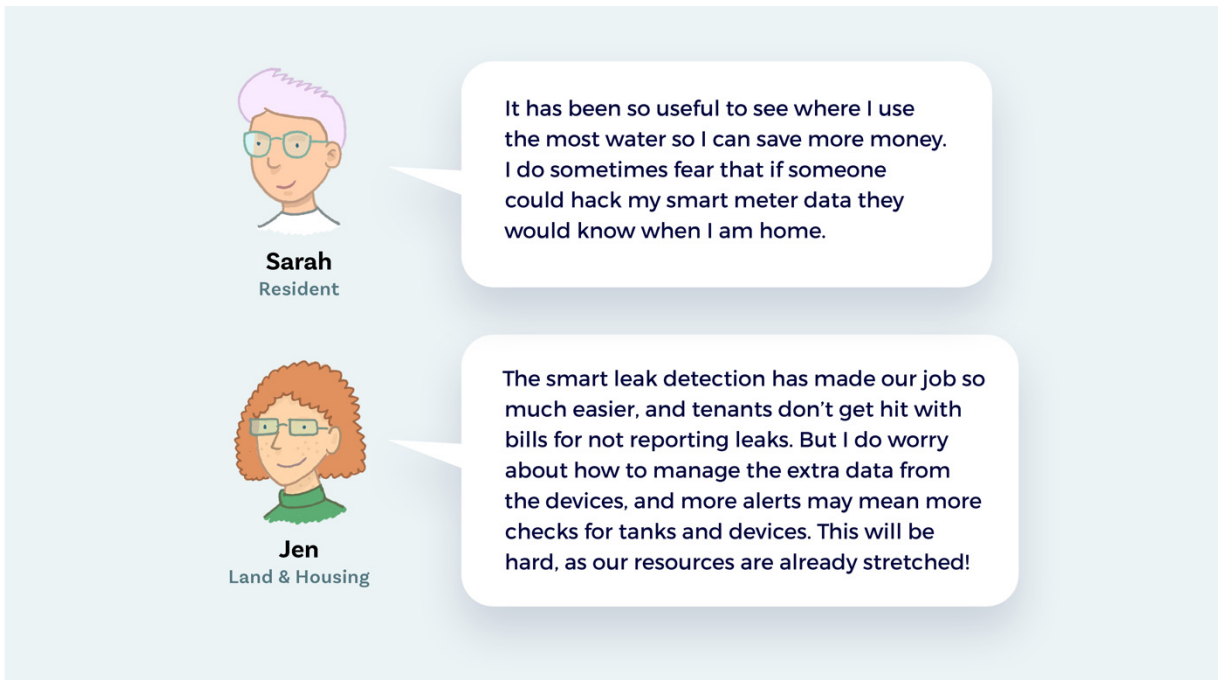 It has been so useful to see where I use
the most water so I can save more money.
I do sometimes fear that if someone
could hack my smart meter data they
would know when I am home.
Sarah
Resident
The smart leak detection has made our job so
much easier, and tenants don't get hit with
bills for not reporting leaks. But I do worry
about how to manage the extra data from
the devices, and more alerts may mean more
checks for tanks and devices. This will be
hard, as our resources are already stretched!
Jen
Land & Housing